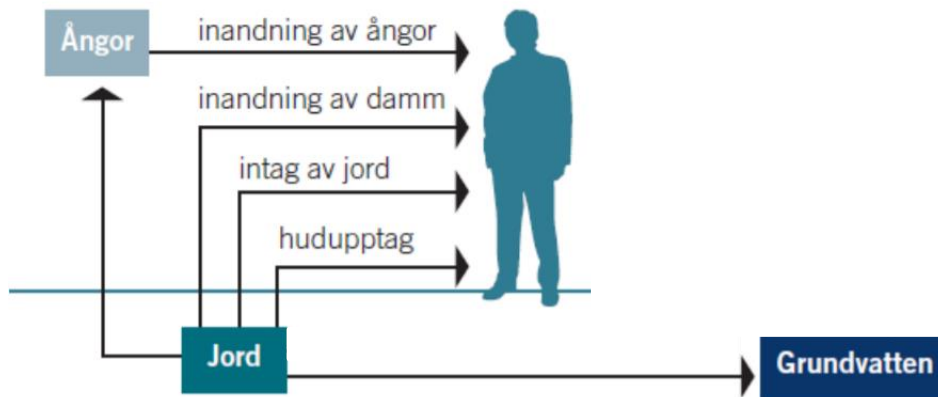 Ångor
inandning av ångor
inandning av damm
intag av jord
hudupptag
Jord
Grundvatten